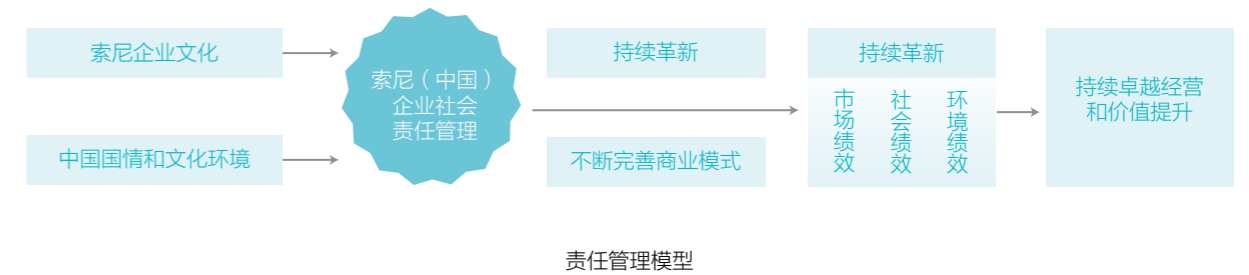 索尼企业文化
中国国情和文化环境
索尼（中国）
企业社会
责任管理
持续革新
不断完善商业模式
持续革新
市场绩效
社会绩效
环境绩效
持续卓越经营
和价值提升
责任管理模型